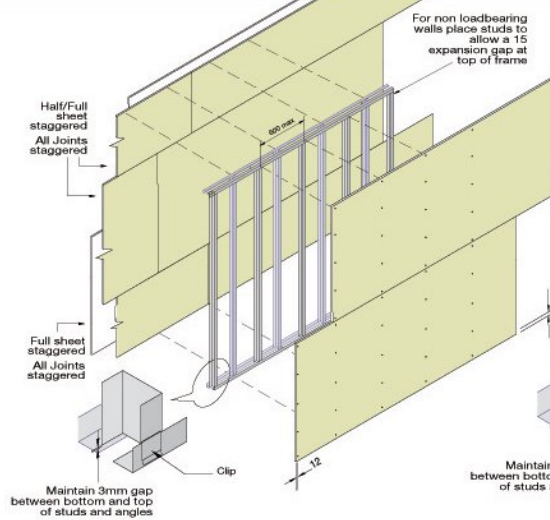 For non loadbearing
walls place studs to
allow a 15
expansion gap at
top of frame
Half/Full
sheet
staggered
All Joints
staggered
600 max
Full sheet
staggered
All Joints
staggered
Clip
12
Maintain 3mm gap
between bottom and top
of studs and angles
Maintain
between botto
of studs